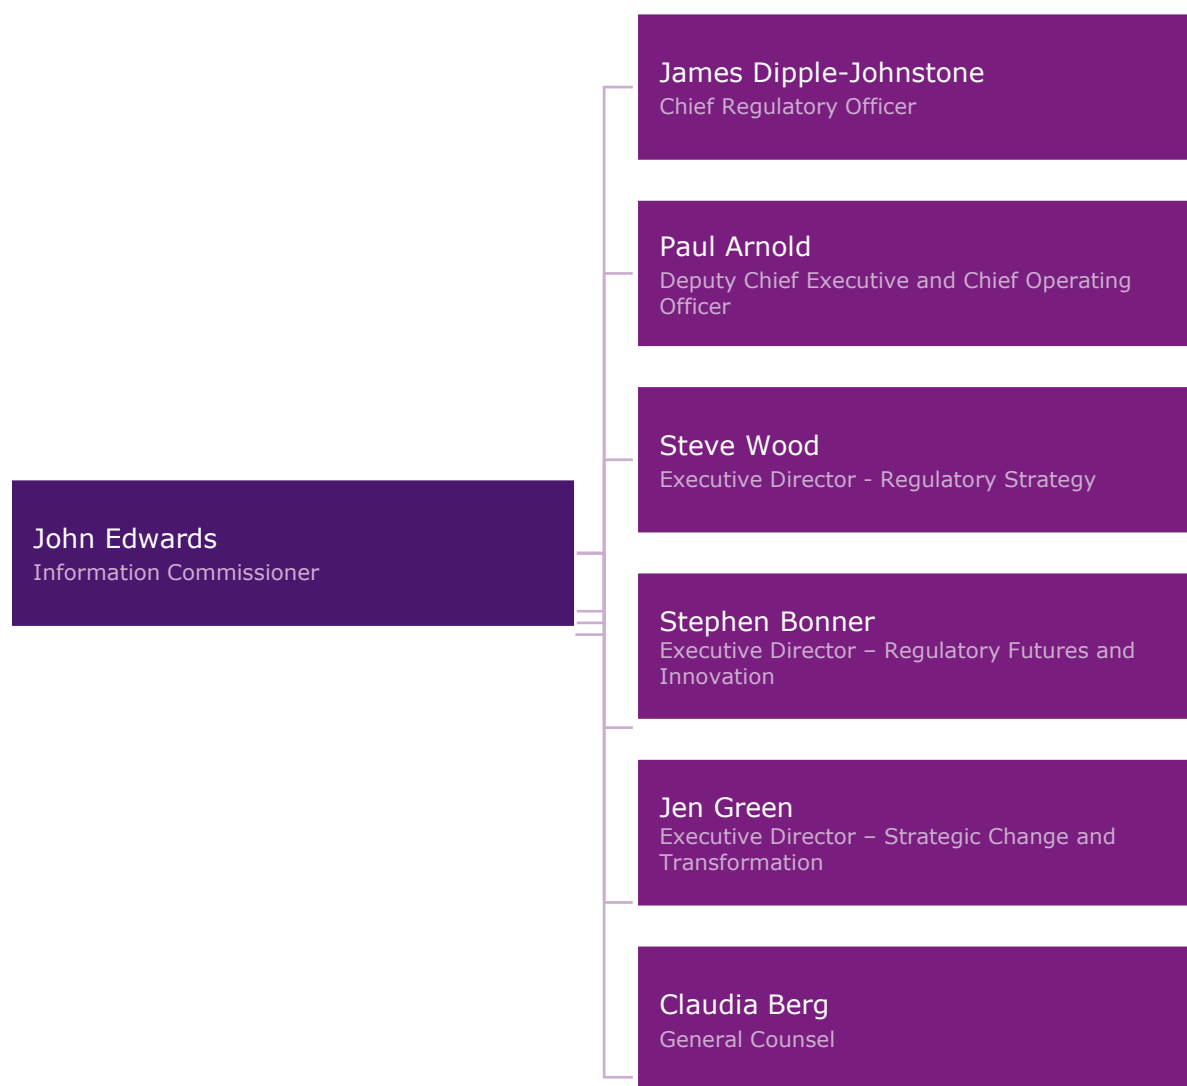 James Dipple-Johnstone
Chief Regulatory Officer
Paul Arnold
Deputy Chief Executive and Chief Operating
Officer
Steve Wood
Executive Director - Regulatory Strategy
John Edwards
Information Commissioner
Stephen Bonner
Executive Director – Regulatory Futures and
Innovation
Jen Green
Executive Director – Strategic Change and
Transformation
Claudia Berg
General Counsel